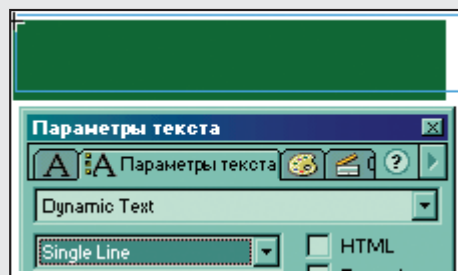 Параметры текста
A A Параметры текста ?
Dynamic Text
Single Line HTML